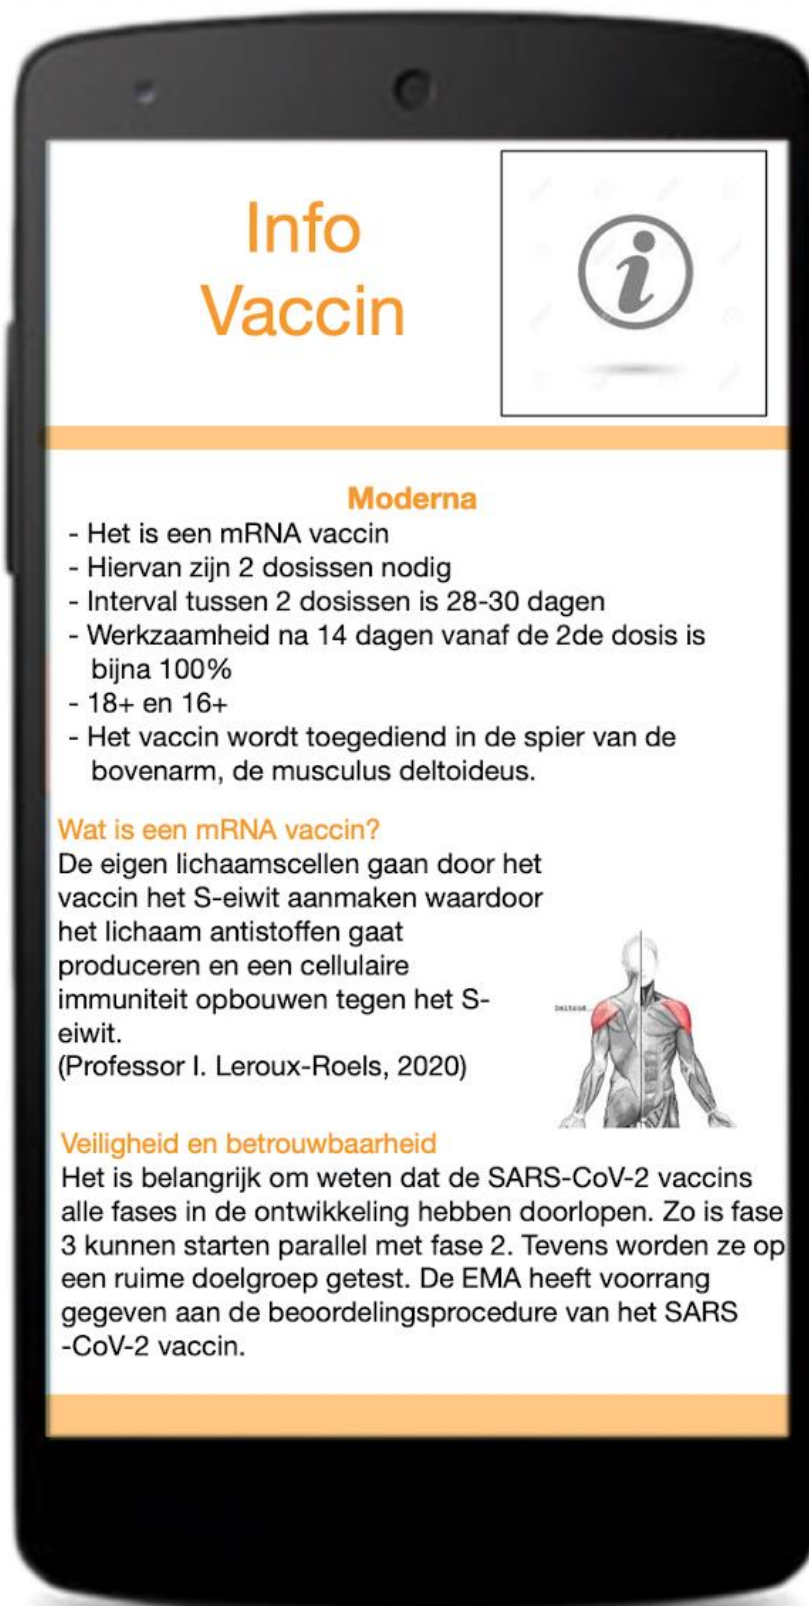 Info
Vaccin
Moderna
- Het is een mRNA vaccin
- Hiervan zijn 2 dosissen nodig
- Interval tussen 2 dosissen is 28-30 dagen
- Werkzaamheid na 14 dagen vanaf de 2de dosis is
bijna 100%
- 18+ en 16+
- Het vaccin wordt toegediend in de spier van de
bovenarm, de musculus deltoideus.
Wat is een mRNA vaccin?
De eigen lichaamscellen gaan door het
vaccin het S-eiwit aanmaken waardoor
het lichaam antistoffen gaat
produceren en een cellulaire
immuniteit opbouwen tegen het S-
eiwit.
(Professor I. Leroux-Roels, 2020)
Deltoid
Veiligheid en betrouwbaarheid
Het is belangrijk om weten dat de SARS-CoV-2 vaccins
alle fases in de ontwikkeling hebben doorlopen. Zo is fase
3 kunnen starten parallel met fase 2. Tevens worden ze op
een ruime doelgroep getest. De EMA heeft voorrang
gegeven aan de beoordelingsprocedure van het SARS
-CoV-2 vaccin.